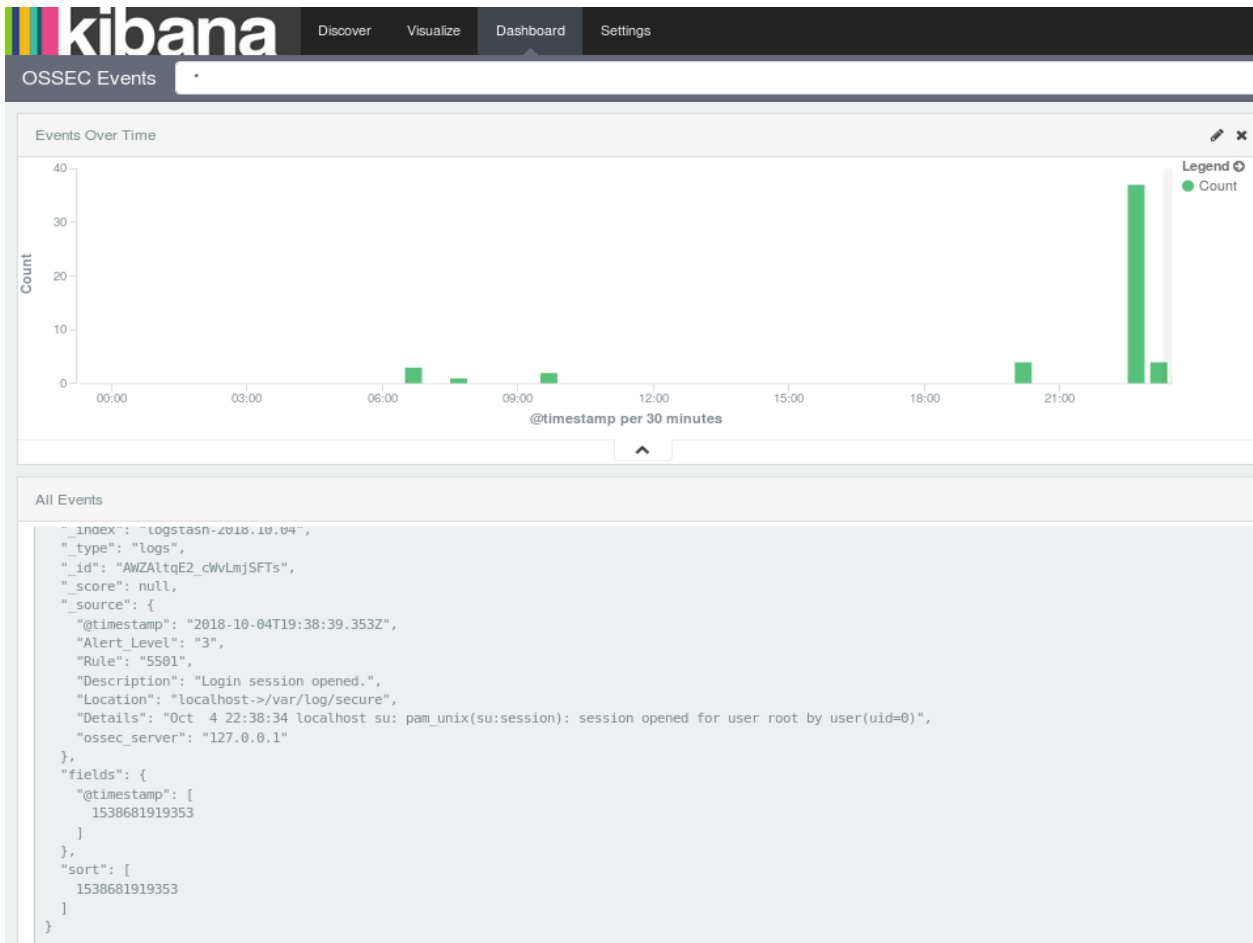 kibana
Discover Visualize Dashboard Settings
OSSEC Events *
Events Over Time
Legend
Count
40
30
20
10
0
Count
00:00 03:00 06:00 09:00 12:00 15:00 18:00 21:00
@timestamp per 30 minutes
All Events
"_index": "logstash-2018.10.04",
"_type": "logs",
"_id": "AWZAltqE2_cWvLmjSFTs",
"_score": null,
"_source": {
"@timestamp": "2018-10-04T19:38:39.353Z",
"Alert_Level": "3",
"Rule": "5501",
"Description": "Login session opened.",
"Location": "localhost->/var/log/secure",
"Details": "Oct  4 22:38:34 localhost su: pam_unix(su:session): session opened for user root by user(uid=0)",
"ossec_server": "127.0.0.1"
},
"fields": {
"@timestamp": [
1538681919353
]
},
"sort": [
1538681919353
]
}